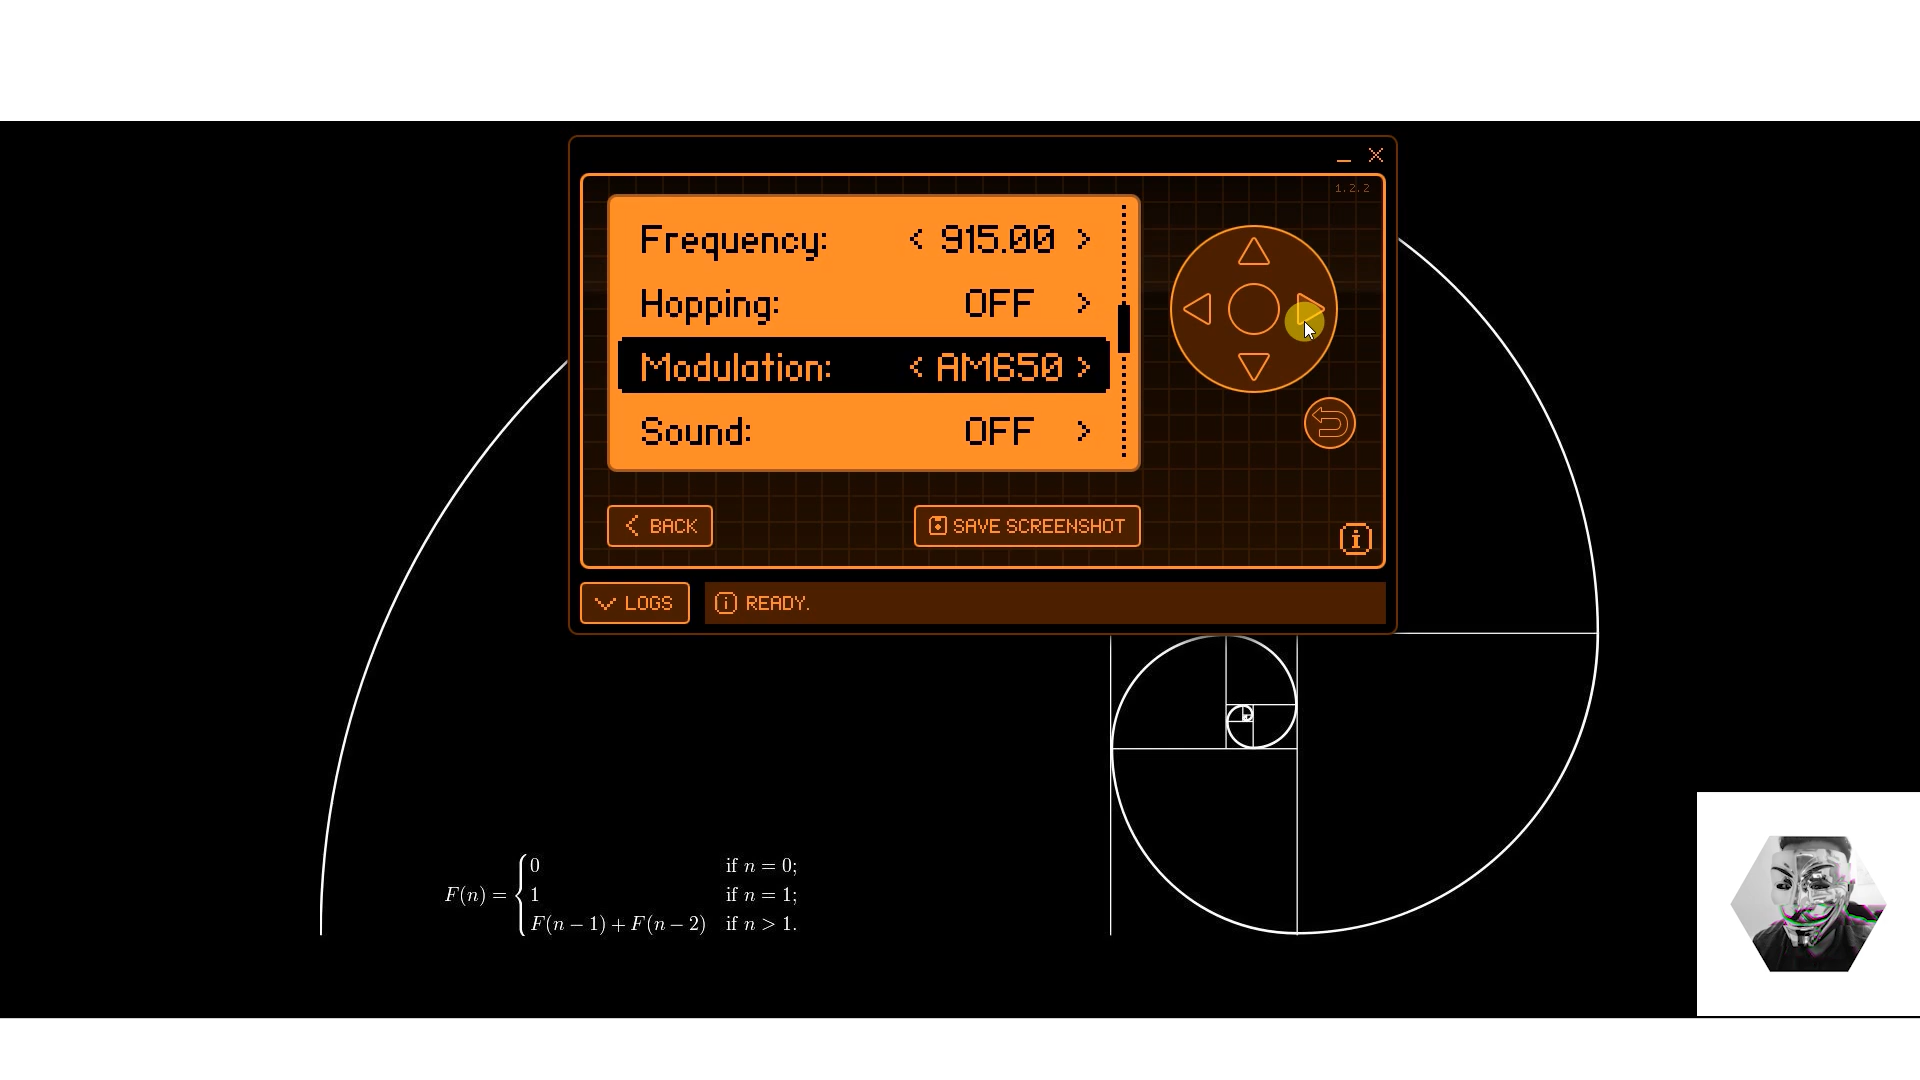 1.2.2
Frequency: < 915.00 >
Hopping: OFF >
Modulation: < AM650 >
Sound: OFF >
BACK
SAVE SCREENSHOT
LOGS
READY.
F(n) = { 0 if n = 0;
1 if n = 1;
F(n − 1) + F(n − 2) if n > 1.